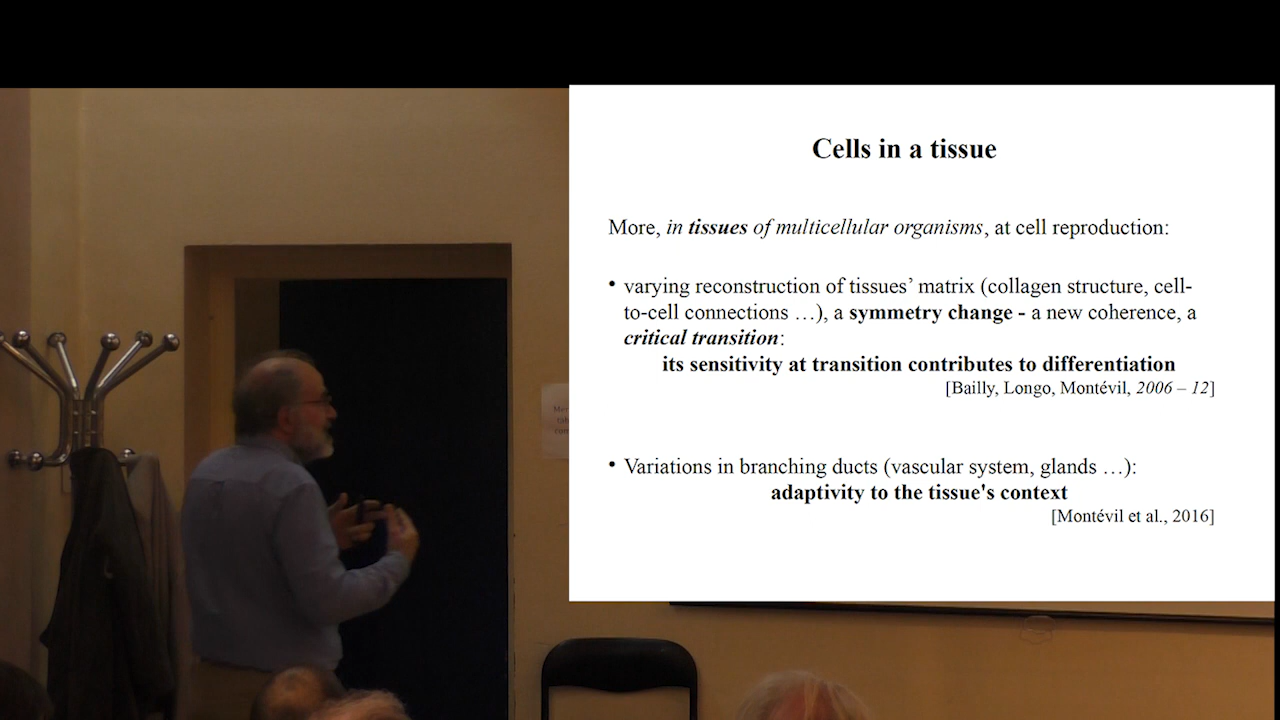 Cells in a tissue
More, in tissues of multicellular organisms, at cell reproduction:
• varying reconstruction of tissues’ matrix (collagen structure, cell-
to-cell connections …), a symmetry change - a new coherence, a
critical transition:
its sensitivity at transition contributes to differentiation
[Bailly, Longo, Montévil, 2006 – 12]
• Variations in branching ducts (vascular system, glands …):
adaptivity to the tissue's context
[Montévil et al., 2016]